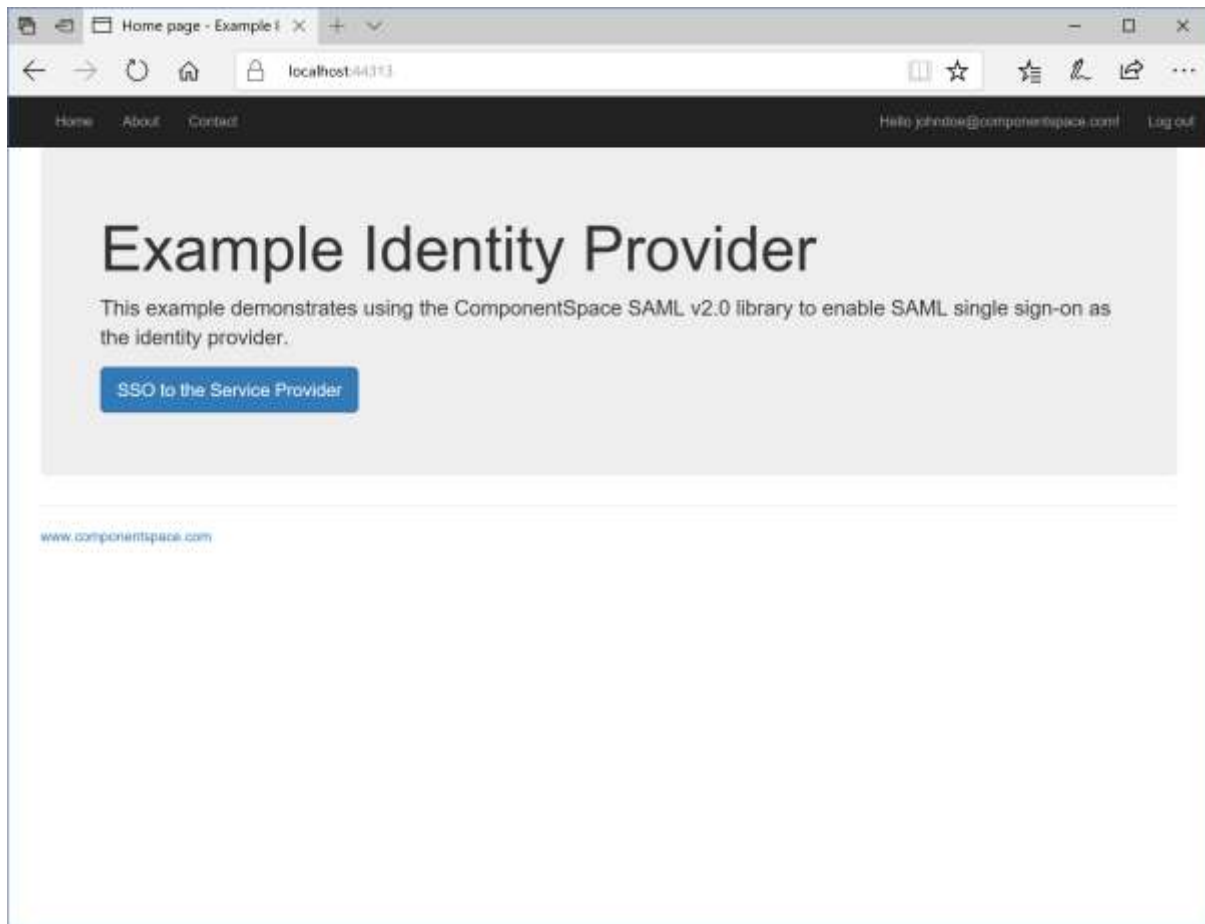 Home page - Example I
localhost:44313
Home About Contact Hello johndoe@componentspace.com! Log out
Example Identity Provider
This example demonstrates using the ComponentSpace SAML v2.0 library to enable SAML single sign-on as
the identity provider.
SSO to the Service Provider
www.componentspace.com